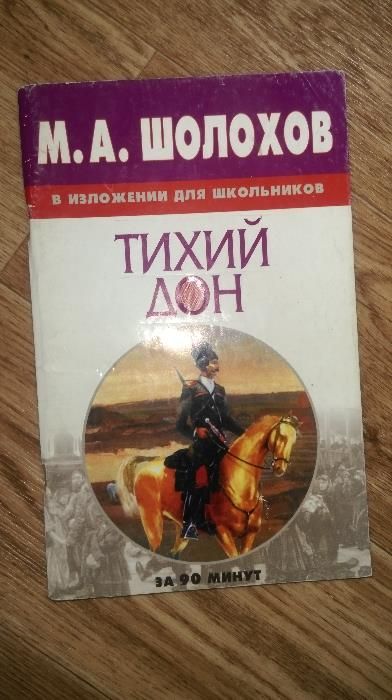 М.А. ШОЛОХОВ
В ИЗЛОЖЕНИИ ДЛЯ ШКОЛЬНИКОВ
ТИХИЙ
ДОН
ЗА 90 МИНУТ